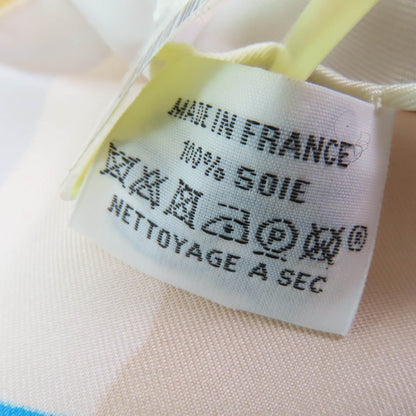 MADE IN FRANCE
100% SOIE
P ®
NETTOYAGE A SEC